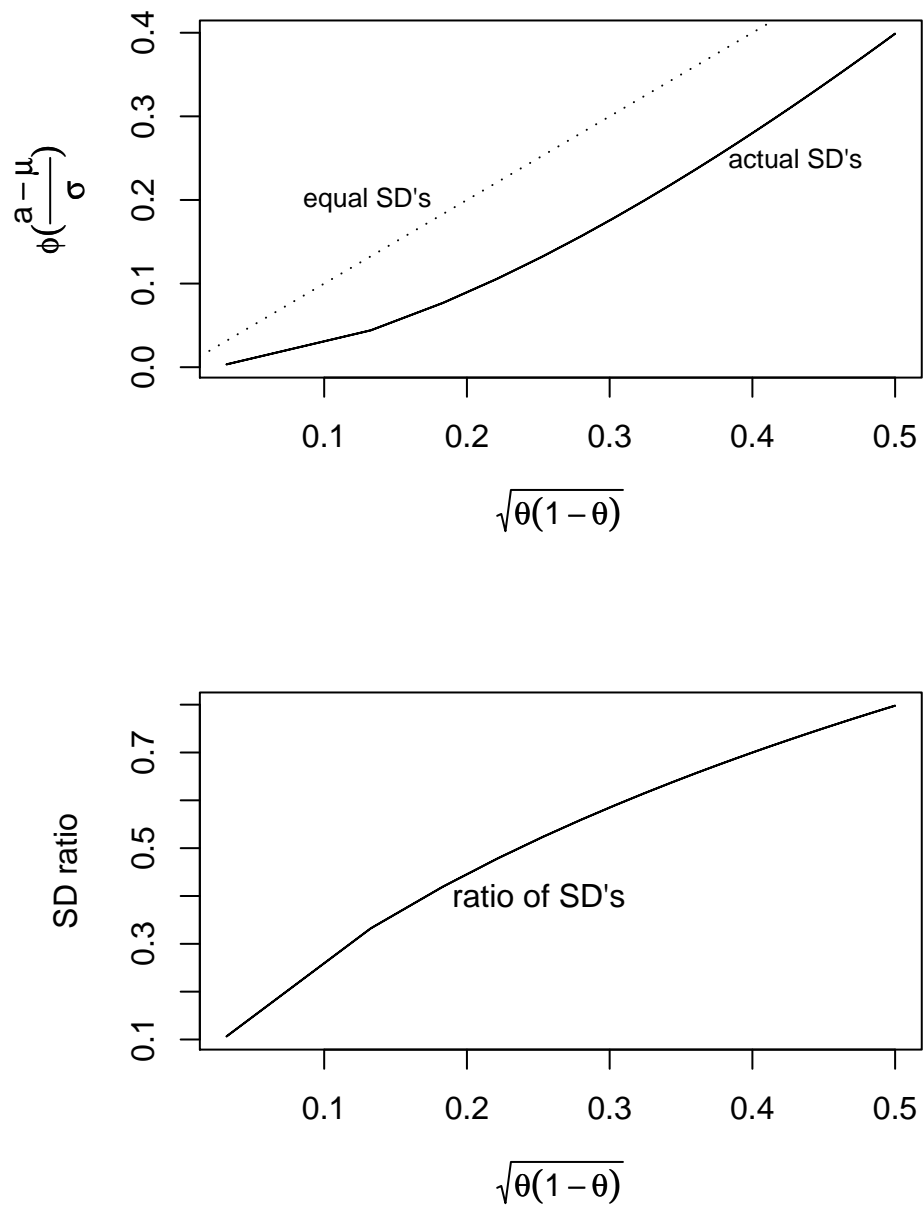 0.4
0.3
0.2
0.1
0.0
ϕ(a − μ / σ)
equal SD's
actual SD's
0.1 0.2 0.3 0.4 0.5
√θ(1 − θ)
0.7
0.5
0.3
0.1
SD ratio
ratio of SD's
0.1 0.2 0.3 0.4 0.5
√θ(1 − θ)